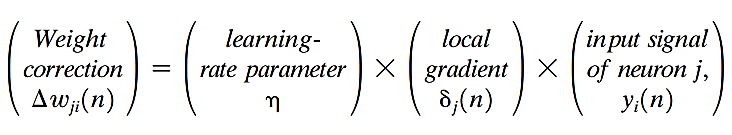 ( Weight correction Δw_ji(n) ) = ( learning-rate parameter η ) × ( local gradient δ_j(n) ) × ( input signal of neuron j, y_i(n) )